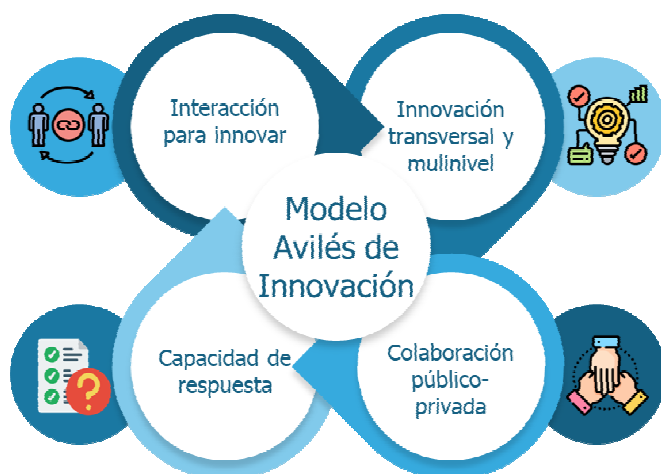 Interacción
para innovar
Innovación
transversal y
mulinivel
Modelo
Avilés de
Innovación
Capacidad de
respuesta
Colaboración
público-
privada